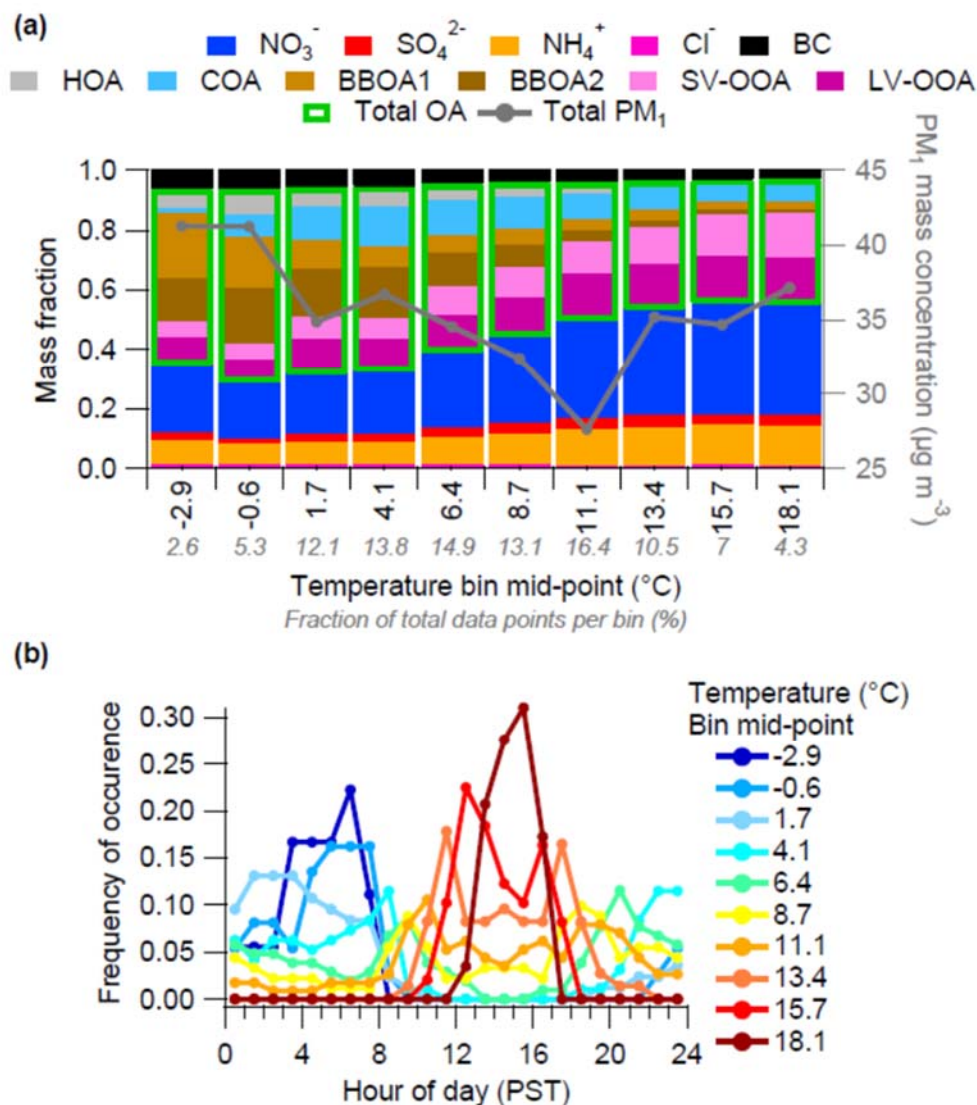 (a)
NO₃⁻ SO₄²⁻ NH₄⁺ Cl⁻ BC
HOA COA BBOA1 BBOA2 SV-OOA LV-OOA
Total OA Total PM₁
Mass fraction
1.0
0.8
0.6
0.4
0.2
0.0
45
40
35
30
25
PM₁ mass concentration (µg m⁻³)
-2.9 -0.6 1.7 4.1 6.4 8.7 11.1 13.4 15.7 18.1
2.6 5.3 12.1 13.8 14.9 13.1 16.4 10.5 7 4.3
Temperature bin mid-point (°C)
Fraction of total data points per bin (%)
(b)
Frequency of occurence
0.30
0.25
0.20
0.15
0.10
0.05
0.00
0 4 8 12 16 20 24
Hour of day (PST)
Temperature (°C)
Bin mid-point
-2.9
-0.6
1.7
4.1
6.4
8.7
11.1
13.4
15.7
18.1